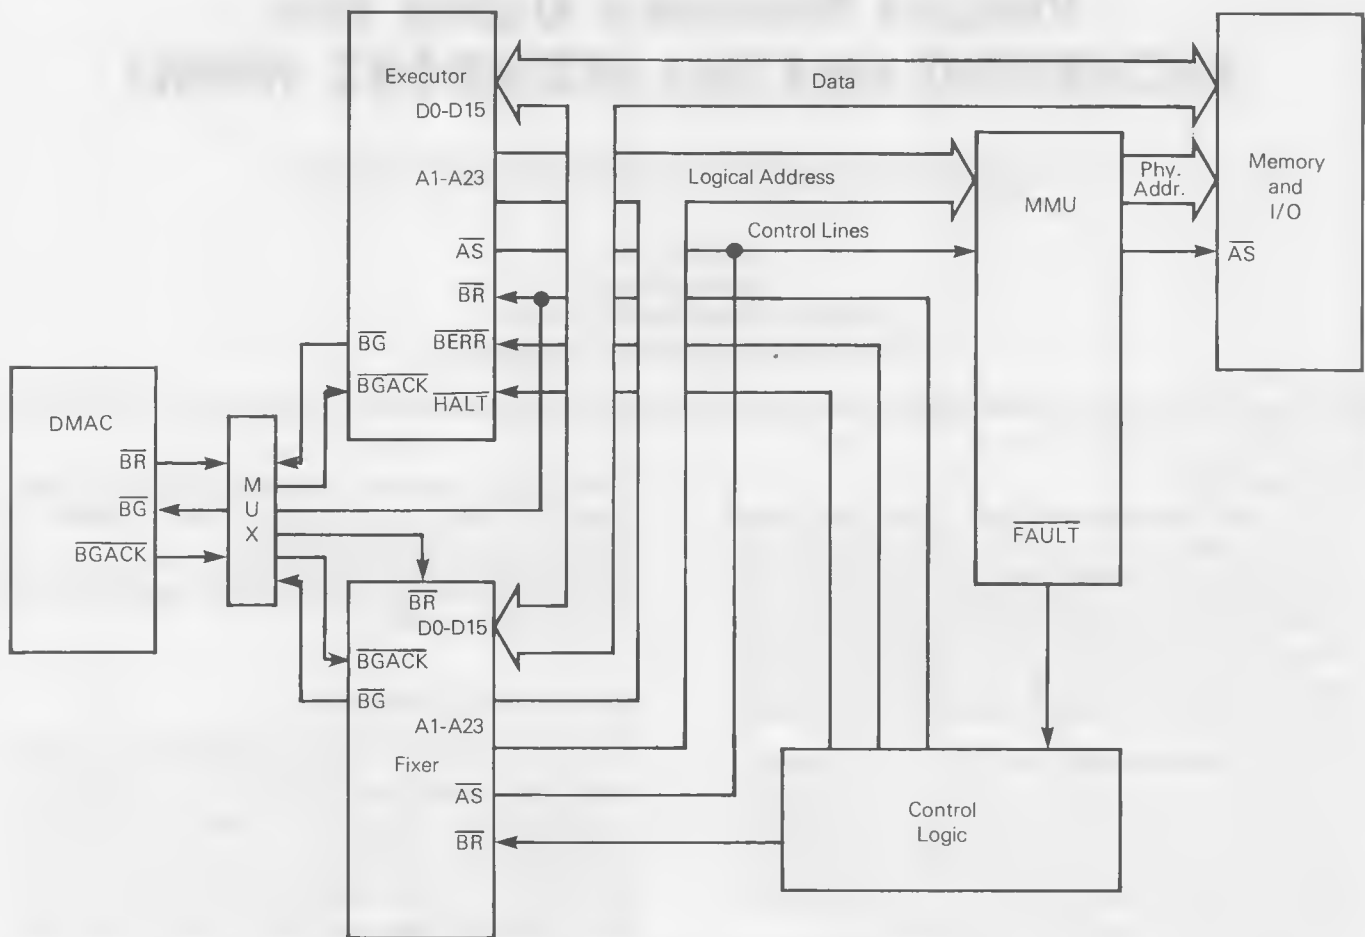 Executor
D0-D15
A1-A23
AS
BR
BERR
HALT
BG
BGACK
Data
Logical Address
Control Lines
MMU
FAULT
Phy.
Addr.
Memory
and
I/O
AS
DMAC
BR
BG
BGACK
M
U
X
BR
D0-D15
BGACK
BG
A1-A23
Fixer
AS
BR
Control
Logic